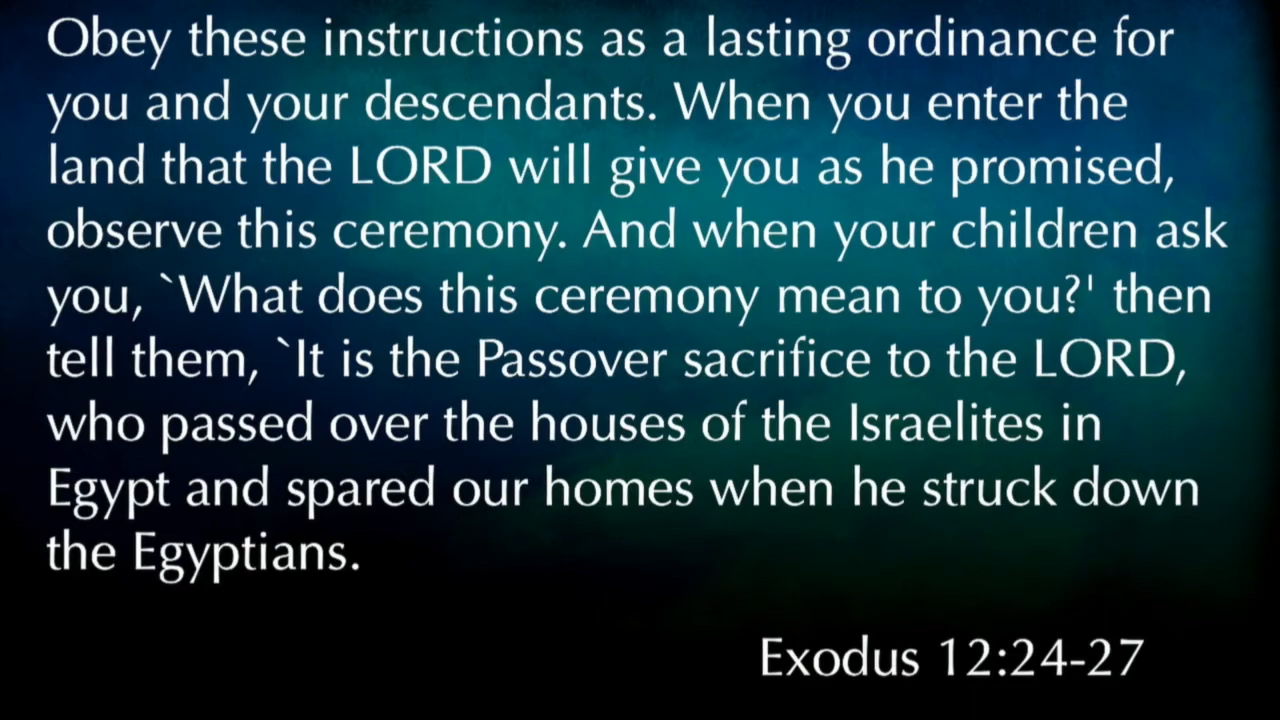 Obey these instructions as a lasting ordinance for
you and your descendants. When you enter the
land that the LORD will give you as he promised,
observe this ceremony. And when your children ask
you, `What does this ceremony mean to you?' then
tell them, `It is the Passover sacrifice to the LORD,
who passed over the houses of the Israelites in
Egypt and spared our homes when he struck down
the Egyptians.
Exodus 12:24-27